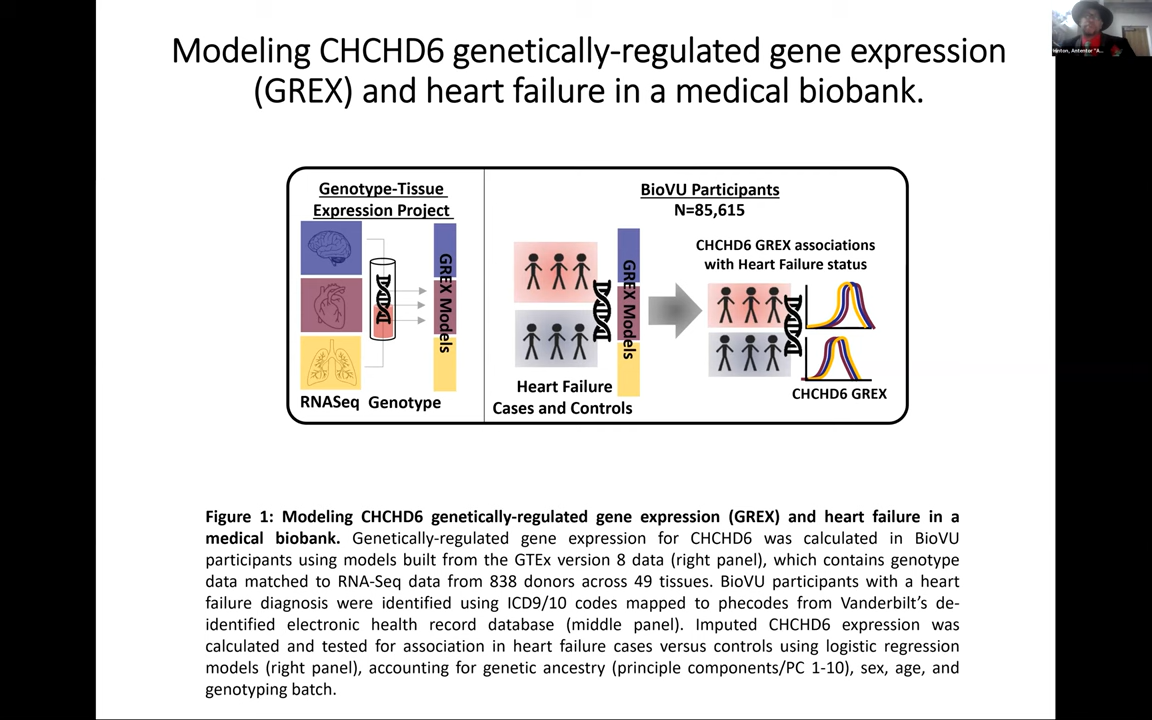 Modeling CHCHD6 genetically-regulated gene expression
(GREX) and heart failure in a medical biobank.
Genotype-Tissue
Expression Project
GREX Models
RNASeq Genotype
BioVU Participants
N=85,615
GREX Models
Heart Failure
Cases and Controls
CHCHD6 GREX associations
with Heart Failure status
CHCHD6 GREX
Figure 1: Modeling CHCHD6 genetically-regulated gene expression (GREX) and heart failure in a
medical biobank. Genetically-regulated gene expression for CHCHD6 was calculated in BioVU
participants using models built from the GTEx version 8 data (right panel), which contains genotype
data matched to RNA-Seq data from 838 donors across 49 tissues. BioVU participants with a heart
failure diagnosis were identified using ICD9/10 codes mapped to phecodes from Vanderbilt’s de-
identified electronic health record database (middle panel). Imputed CHCHD6 expression was
calculated and tested for association in heart failure cases versus controls using logistic regression
models (right panel), accounting for genetic ancestry (principle components/PC 1-10), sex, age, and
genotyping batch.